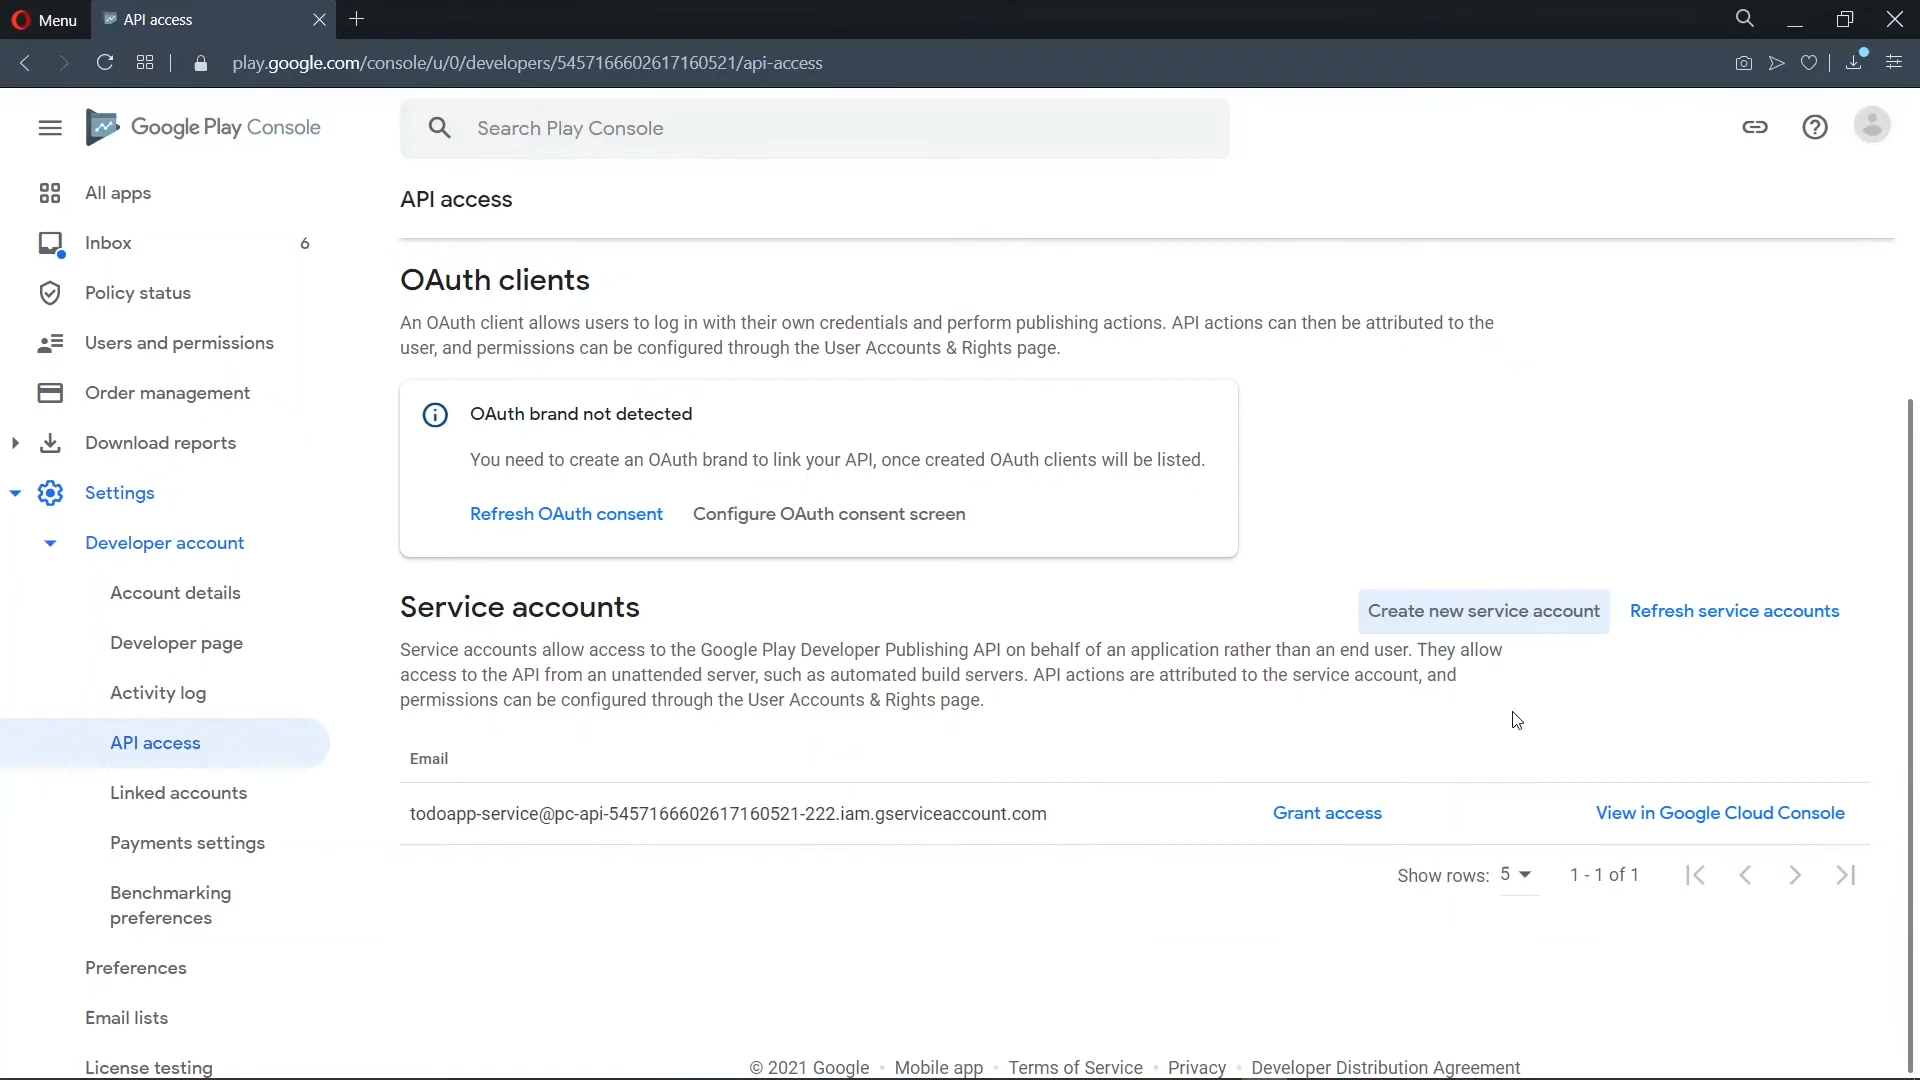 Menu
API access
play.google.com/console/u/0/developers/5457166602617160521/api-access
Google Play Console
Search Play Console
All apps
Inbox 6
Policy status
Users and permissions
Order management
Download reports
Settings
Developer account
Account details
Developer page
Activity log
API access
Linked accounts
Payments settings
Benchmarking
preferences
Preferences
Email lists
License testing
API access
OAuth clients
An OAuth client allows users to log in with their own credentials and perform publishing actions. API actions can then be attributed to the
user, and permissions can be configured through the User Accounts & Rights page.
OAuth brand not detected
You need to create an OAuth brand to link your API, once created OAuth clients will be listed.
Refresh OAuth consent Configure OAuth consent screen
Service accounts
Create new service account Refresh service accounts
Service accounts allow access to the Google Play Developer Publishing API on behalf of an application rather than an end user. They allow
access to the API from an unattended server, such as automated build servers. API actions are attributed to the service account, and
permissions can be configured through the User Accounts & Rights page.
Email
todoapp-service@pc-api-5457166602617160521-222.iam.gserviceaccount.com Grant access View in Google Cloud Console
Show rows: 5 1 - 1 of 1
© 2021 Google · Mobile app · Terms of Service · Privacy · Developer Distribution Agreement